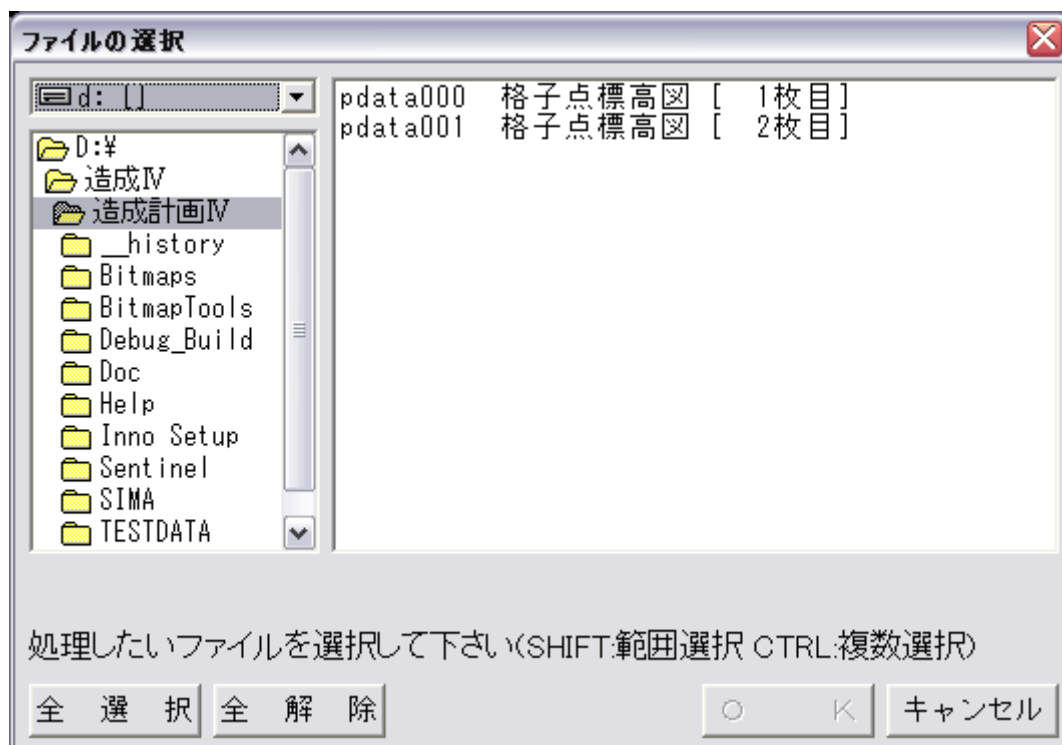 ファイルの選択
d: []
D:¥
造成Ⅳ
造成計画Ⅳ
__history
Bitmaps
BitmapTools
Debug_Build
Doc
Help
Inno Setup
Sentinel
SIMA
TESTDATA
pdata000 格子点標高図 [ 1枚目]
pdata001 格子点標高図 [ 2枚目]
処理したいファイルを選択して下さい(SHIFT:範囲選択 CTRL:複数選択)
全 選 択 全 解 除 O K キャンセル